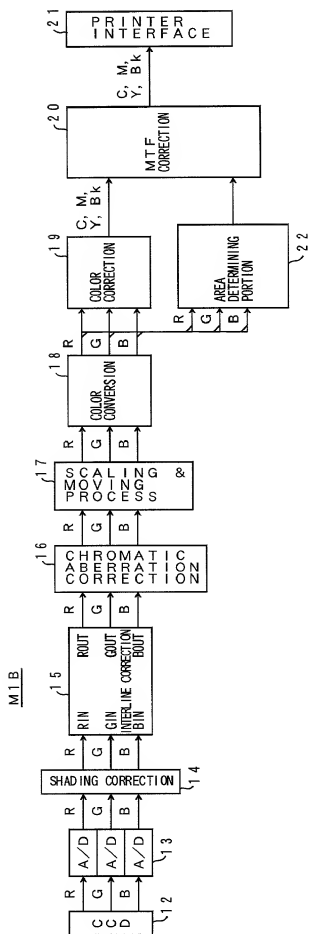 M1B
12
CCD
R
G
B
13
A/D
A/D
A/D
R
G
B
14
SHADING CORRECTION
R
G
B
15
RIN ROUT
GIN GOUT
INTERLINE CORRECTION
BIN BOUT
R
G
B
16
CHROMATIC
ABERRATION
CORRECTION
R
G
B
17
SCALING &
MOVING
PROCESS
R
G
B
18
COLOR
CONVERSION
R
G
B
19
COLOR
CORRECTION
C, M,
Y, Bk
R
G
B
AREA
DETERMINING
PORTION
22
20
MTF
CORRECTION
C, M,
Y, Bk
21
PRINTER
INTERFACE